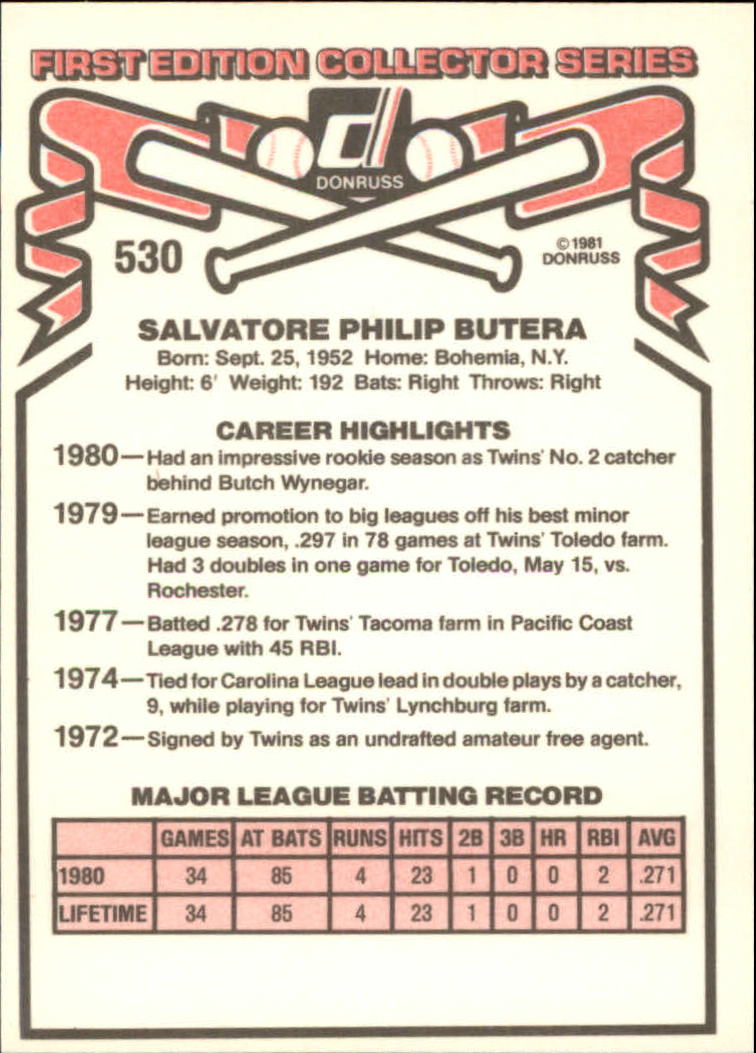 FIRST EDITION COLLECTOR SERIES
DONRUSS
530
©1981
DONRUSS
SALVATORE PHILIP BUTERA
Born: Sept. 25, 1952 Home: Bohemia, N.Y.
Height: 6' Weight: 192 Bats: Right Throws: Right
CAREER HIGHLIGHTS
1980—Had an impressive rookie season as Twins' No. 2 catcher
behind Butch Wynegar.
1979—Earned promotion to big leagues off his best minor
league season, .297 in 78 games at Twins' Toledo farm.
Had 3 doubles in one game for Toledo, May 15, vs.
Rochester.
1977—Batted .278 for Twins' Tacoma farm in Pacific Coast
League with 45 RBI.
1974—Tied for Carolina League lead in double plays by a catcher,
9, while playing for Twins' Lynchburg farm.
1972—Signed by Twins as an undrafted amateur free agent.
MAJOR LEAGUE BATTING RECORD
GAMES AT BATS RUNS HITS 2B 3B HR RBI AVG
1980 34 85 4 23 1 0 0 2 .271
LIFETIME 34 85 4 23 1 0 0 2 .271